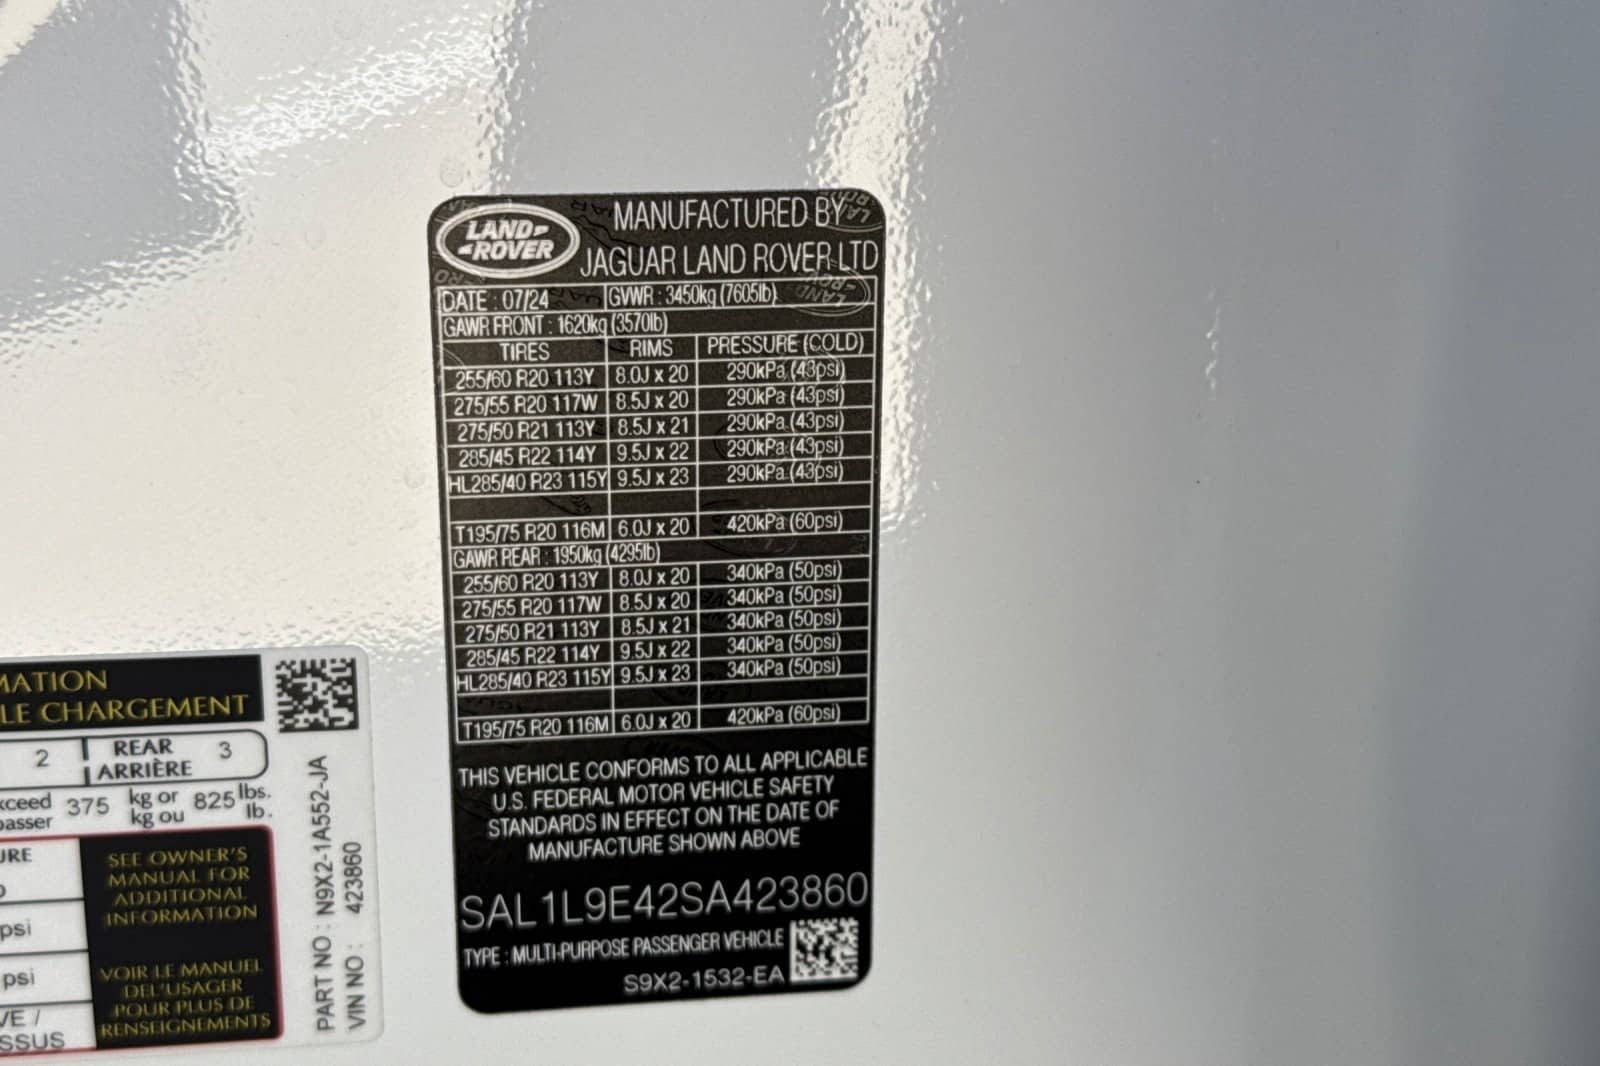 LAND ROVER
MANUFACTURED BY
JAGUAR LAND ROVER LTD
DATE : 07/24 GVWR : 3450kg (7605lb)
GAWR FRONT : 1620kg (3570lb)
TIRES RIMS PRESSURE (COLD)
255/60 R20 113Y 8.0J x 20 290kPa (43psi)
275/55 R20 117W 8.5J x 20 290kPa (43psi)
275/50 R21 113Y 8.5J x 21 290kPa (43psi)
285/45 R22 114Y 9.5J x 22 290kPa (43psi)
HL285/40 R23 115Y 9.5J x 23 290kPa (43psi)
T195/75 R20 116M 6.0J x 20 420kPa (60psi)
GAWR REAR : 1950kg (4295lb)
255/60 R20 113Y 8.0J x 20 340kPa (50psi)
275/55 R20 117W 8.5J x 20 340kPa (50psi)
275/50 R21 113Y 8.5J x 21 340kPa (50psi)
285/45 R22 114Y 9.5J x 22 340kPa (50psi)
HL285/40 R23 115Y 9.5J x 23 340kPa (50psi)
T195/75 R20 116M 6.0J x 20 420kPa (60psi)
THIS VEHICLE CONFORMS TO ALL APPLICABLE
U.S. FEDERAL MOTOR VEHICLE SAFETY
STANDARDS IN EFFECT ON THE DATE OF
MANUFACTURE SHOWN ABOVE
SAL1L9E42SA423860
TYPE : MULTI-PURPOSE PASSENGER VEHICLE
S9X2-1532-EA
MATION
LE CHARGEMENT
2 REAR 3
ARRIÈRE
xceed 375 kg or 825 lbs.
passer kg ou lb.
URE
psi
psi
VE /
SSUS
SEE OWNER'S
MANUAL FOR
ADDITIONAL
INFORMATION
VOIR LE MANUEL
DEL'USAGER
POUR PLUS DE
RENSEIGNEMENTS
PART NO : N9X2-1A552-JA
VIN NO : 423860